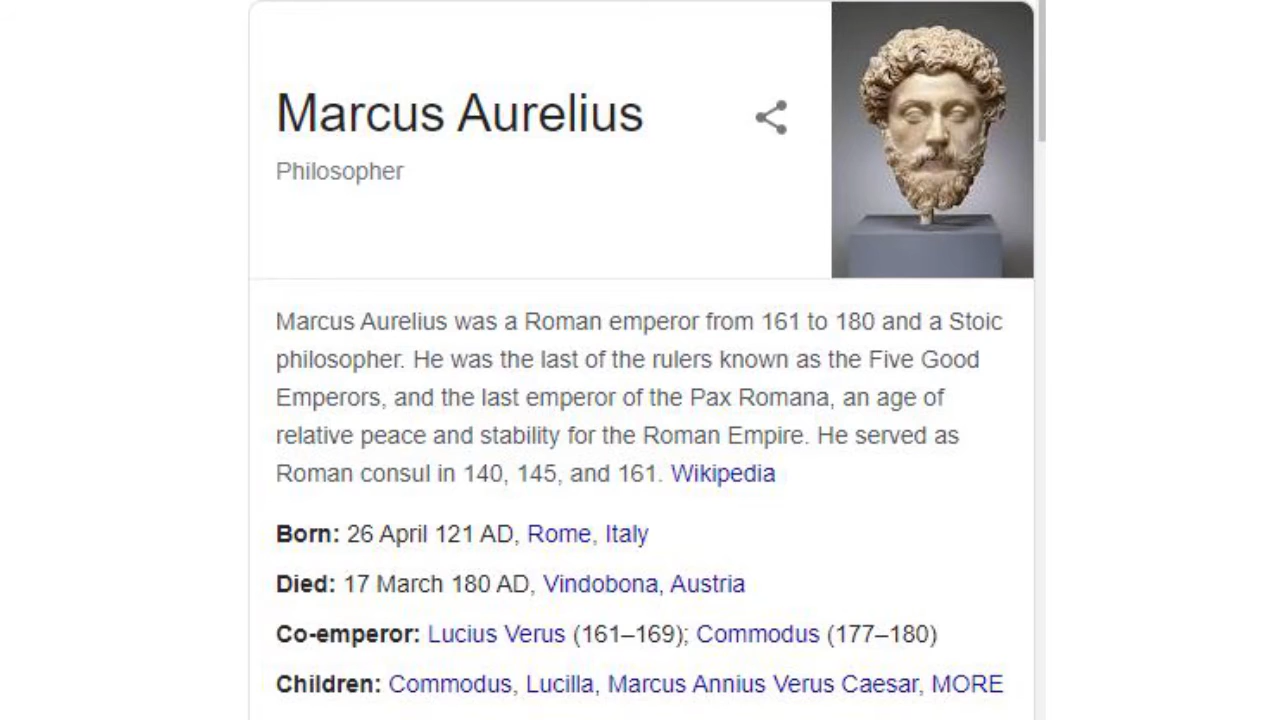 Marcus Aurelius
Philosopher
Marcus Aurelius was a Roman emperor from 161 to 180 and a Stoic
philosopher. He was the last of the rulers known as the Five Good
Emperors, and the last emperor of the Pax Romana, an age of
relative peace and stability for the Roman Empire. He served as
Roman consul in 140, 145, and 161. Wikipedia
Born: 26 April 121 AD, Rome, Italy
Died: 17 March 180 AD, Vindobona, Austria
Co-emperor: Lucius Verus (161–169); Commodus (177–180)
Children: Commodus, Lucilla, Marcus Annius Verus Caesar, MORE